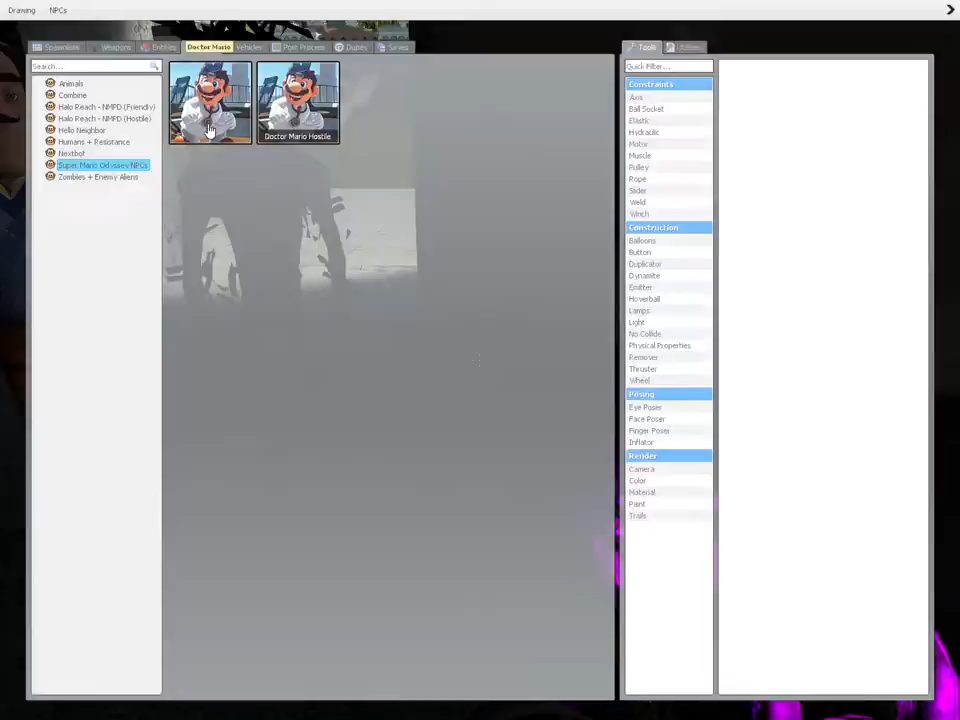 Drawing NPCs
Spawnlists Weapons Entities Doctor Mario Vehicles Post Process Dupes Saves
Search...
Animals
Combine
Halo Reach - NMPD (Friendly)
Halo Reach - NMPD (Hostile)
Hello Neighbor
Humans + Resistance
Nextbot
Super Mario Odyssey NPCs
Zombies + Enemy Aliens
Doctor Mario Hostile
Tools Utilities
Quick Filter...
Constraints
Axis
Ball Socket
Elastic
Hydraulic
Motor
Muscle
Pulley
Rope
Slider
Weld
Winch
Construction
Balloons
Button
Duplicator
Dynamite
Emitter
Hoverball
Lamps
Light
No Collide
Physical Properties
Remover
Thruster
Wheel
Posing
Eye Poser
Face Poser
Finger Poser
Inflator
Render
Camera
Color
Material
Paint
Trails